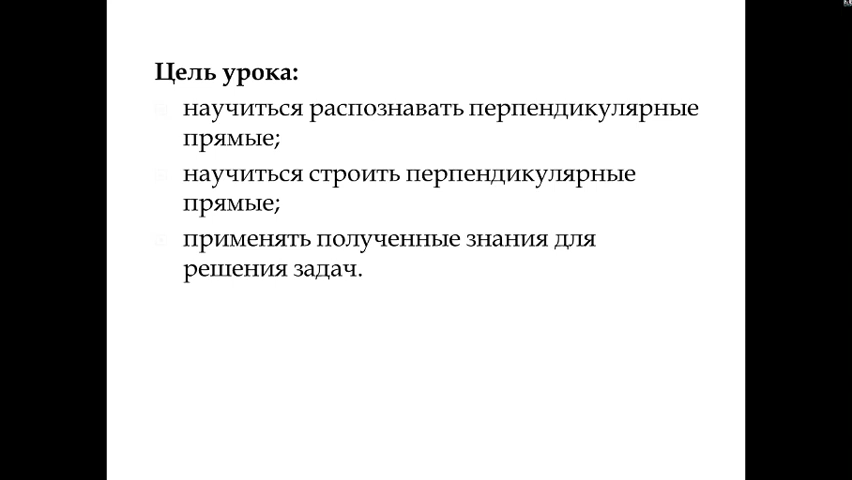 Цель урока:
научиться распознавать перпендикулярные
прямые;
научиться строить перпендикулярные
прямые;
применять полученные знания для
решения задач.